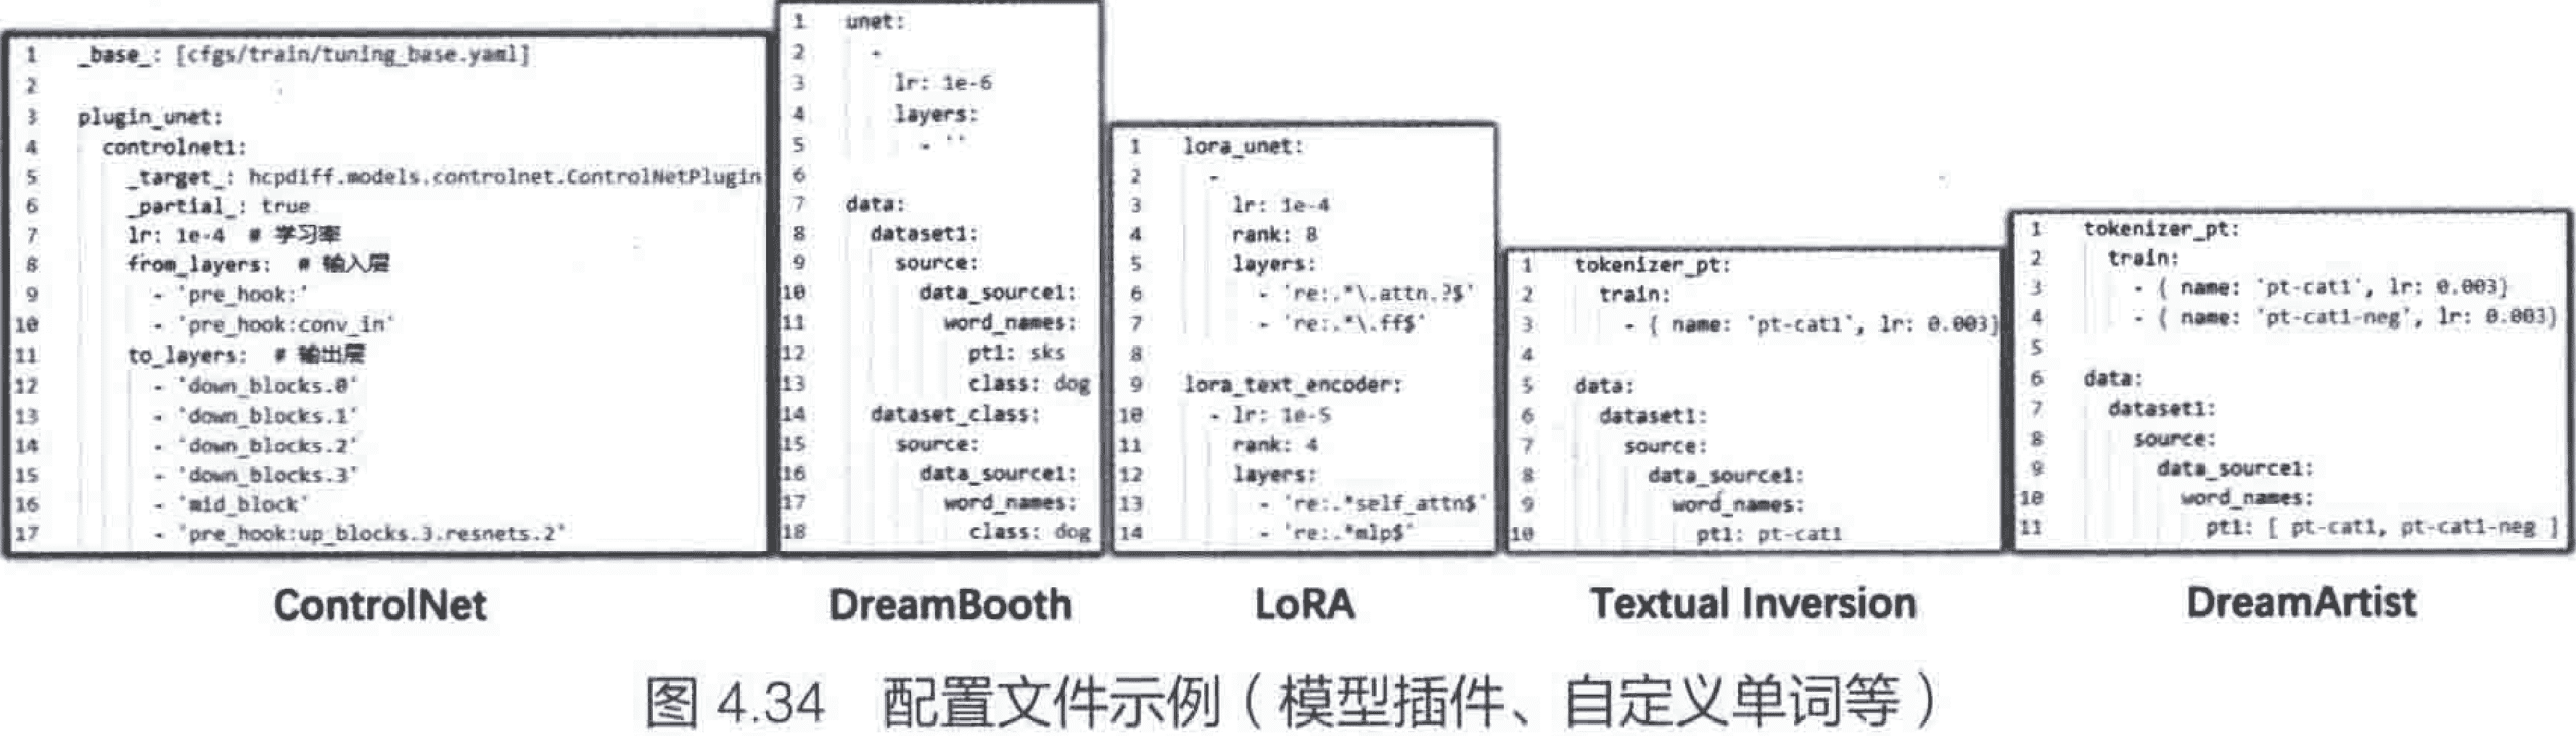 1 _base_: [cfgs/train/tuning_base.yaml]
2
3 plugin_unet:
4 controlnet1:
5 _target_: hcpdiff.models.controlnet.ControlNetPlugin
6 _partial_: true
7 lr: 1e-4 # 学习率
8 from_layers: # 输入层
9 - 'pre_hook:'
10 - 'pre_hook:conv_in'
11 to_layers: # 输出层
12 - 'down_blocks.0'
13 - 'down_blocks.1'
14 - 'down_blocks.2'
15 - 'down_blocks.3'
16 - 'mid_block'
17 - 'pre_hook:up_blocks.3.resnets.2'
ControlNet
1 unet:
2 -
3 lr: 1e-6
4 layers:
5 - ''
6
7 data:
8 dataset1:
9 source:
10 data_source1:
11 word_names:
12 pt1: sks
13 class: dog
14 dataset_class:
15 source:
16 data_source1:
17 word_names:
18 class: dog
DreamBooth
1 lora_unet:
2 -
3 lr: 1e-4
4 rank: 8
5 layers:
6 - 're:.*\.attn.?$'
7 - 're:.*\.ff$'
8
9 lora_text_encoder:
10 - lr: 1e-5
11 rank: 4
12 layers:
13 - 're:.*self_attn$'
14 - 're:.*mlp$'
LoRA
1 tokenizer_pt:
2 train:
3 - { name: 'pt-cat1', lr: 0.003}
4
5 data:
6 dataset1:
7 source:
8 data_source1:
9 word_names:
10 pt1: pt-cat1
Textual Inversion
1 tokenizer_pt:
2 train:
3 - { name: 'pt-cat1', lr: 0.003}
4 - { name: 'pt-cat1-neg', lr: 0.003}
5
6 data:
7 dataset1:
8 source:
9 data_source1:
10 word_names:
11 pt1: [ pt-cat1, pt-cat1-neg ]
DreamArtist
图 4.34 配置文件示例（模型插件、自定义单词等）